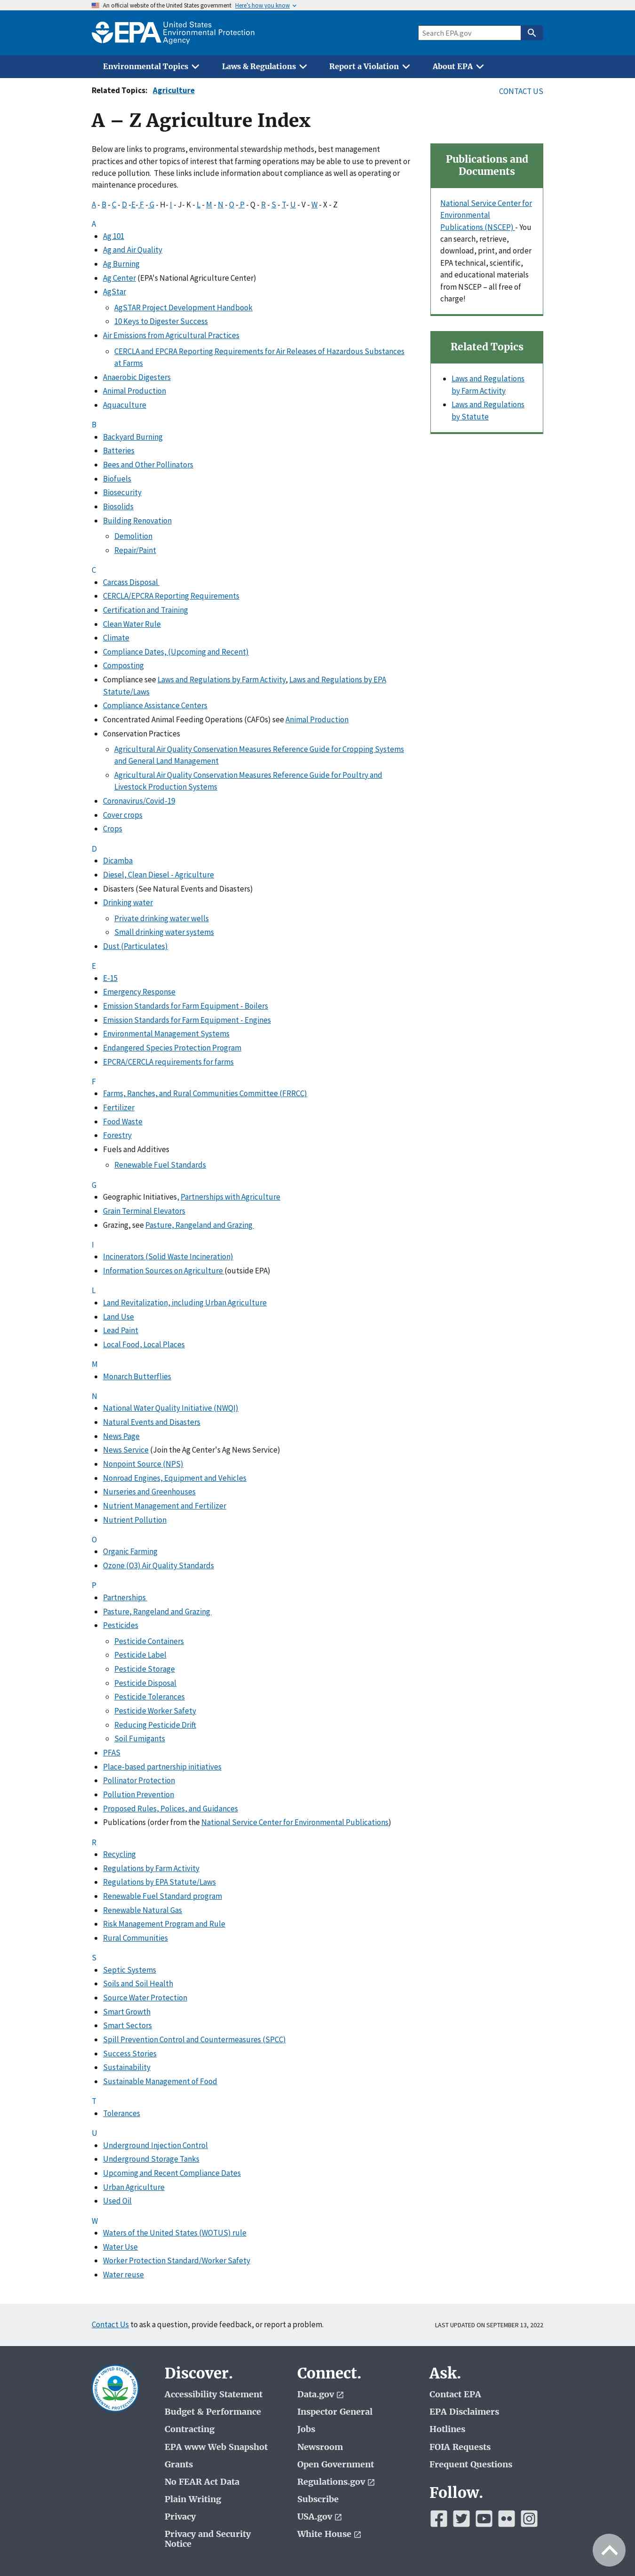 An official website of the United States government Here's how you know
EPA United States
Environmental Protection
Agency
Search EPA.gov
Environmental Topics Laws & Regulations Report a Violation About EPA
Related Topics: Agriculture
CONTACT US
A – Z Agriculture Index
Below are links to programs, environmental stewardship methods, best management
practices and other topics of interest that farming operations may be able to use to prevent or
reduce pollution. These links include information about compliance as well as operating
procedures.
A - B - C - D -E- F - G - H- I - J- K - L - M - N - O - P - Q - R - S - T- U - V - W - X - Z
A
Ag 101
Ag and Air Quality
Ag Burning
Ag Center (EPA's National Agriculture Center)
AgStar
AgSTAR Project Development Handbook
10 Keys to Digester Success
Air Emissions from Agricultural Practices
CERCLA and EPCRA Reporting Requirements for Air Releases of Hazardous Substances
at Farms
Anaerobic Digesters
Animal Production
Aquaculture
B
Backyard Burning
Batteries
Bees and Other Pollinators
Biofuels
Biosecurity
Biosolids
Building Renovation
Demolition
Repair/Paint
C
Carcass Disposal
CERCLA/EPCRA Reporting Requirements
Certification and Training
Clean Water Rule
Climate
Compliance Dates, (Upcoming and Recent)
Composting
Compliance see Laws and Regulations by Farm Activity, Laws and Regulations by EPA
Statute/Laws
Compliance Assistance Centers
Concentrated Animal Feeding Operations (CAFOs) see Animal Production
Conservation Practices
Agricultural Air Quality Conservation Measures Reference Guide for Cropping Systems
and General Land Management
Agricultural Air Quality Conservation Measures Reference Guide for Poultry and
Livestock Production Systems
Coronavirus/Covid-19
Cover crops
Crops
D
Dicamba
Diesel, Clean Diesel - Agriculture
Disasters (See Natural Events and Disasters)
Drinking water
Private drinking water wells
Small drinking water systems
Dust (Particulates)
E
E-15
Emergency Response
Emission Standards for Farm Equipment - Boilers
Emission Standards for Farm Equipment - Engines
Environmental Management Systems
Endangered Species Protection Program
EPCRA/CERCLA requirements for farms
F
Farms, Ranches, and Rural Communities Committee (FRRCC)
Fertilizer
Food Waste
Forestry
Fuels and Additives
Renewable Fuel Standards
G
Geographic Initiatives, Partnerships with Agriculture
Grain Terminal Elevators
Grazing, see Pasture, Rangeland and Grazing
I
Incinerators (Solid Waste Incineration)
Information Sources on Agriculture (outside EPA)
L
Land Revitalization, including Urban Agriculture
Land Use
Lead Paint
Local Food, Local Places
M
Monarch Butterflies
N
National Water Quality Initiative (NWQI)
Natural Events and Disasters
News Page
News Service (Join the Ag Center's Ag News Service)
Nonpoint Source (NPS)
Nonroad Engines, Equipment and Vehicles
Nurseries and Greenhouses
Nutrient Management and Fertilizer
Nutrient Pollution
O
Organic Farming
Ozone (O3) Air Quality Standards
P
Partnerships
Pasture, Rangeland and Grazing
Pesticides
Pesticide Containers
Pesticide Label
Pesticide Storage
Pesticide Disposal
Pesticide Tolerances
Pesticide Worker Safety
Reducing Pesticide Drift
Soil Fumigants
PFAS
Place-based partnership initiatives
Pollinator Protection
Pollution Prevention
Proposed Rules, Polices, and Guidances
Publications (order from the National Service Center for Environmental Publications)
R
Recycling
Regulations by Farm Activity
Regulations by EPA Statute/Laws
Renewable Fuel Standard program
Renewable Natural Gas
Risk Management Program and Rule
Rural Communities
S
Septic Systems
Soils and Soil Health
Source Water Protection
Smart Growth
Smart Sectors
Spill Prevention Control and Countermeasures (SPCC)
Success Stories
Sustainability
Sustainable Management of Food
T
Tolerances
U
Underground Injection Control
Underground Storage Tanks
Upcoming and Recent Compliance Dates
Urban Agriculture
Used Oil
W
Waters of the United States (WOTUS) rule
Water Use
Worker Protection Standard/Worker Safety
Water reuse
Publications and
Documents
National Service Center for
Environmental
Publications (NSCEP) - You
can search, retrieve,
download, print, and order
EPA technical, scientific,
and educational materials
from NSCEP – all free of
charge!
Related Topics
Laws and Regulations
by Farm Activity
Laws and Regulations
by Statute
Contact Us to ask a question, provide feedback, or report a problem.
LAST UPDATED ON SEPTEMBER 13, 2022
Discover.
Accessibility Statement
Budget & Performance
Contracting
EPA www Web Snapshot
Grants
No FEAR Act Data
Plain Writing
Privacy
Privacy and Security
Notice
Connect.
Data.gov
Inspector General
Jobs
Newsroom
Open Government
Regulations.gov
Subscribe
USA.gov
White House
Ask.
Contact EPA
EPA Disclaimers
Hotlines
FOIA Requests
Frequent Questions
Follow.